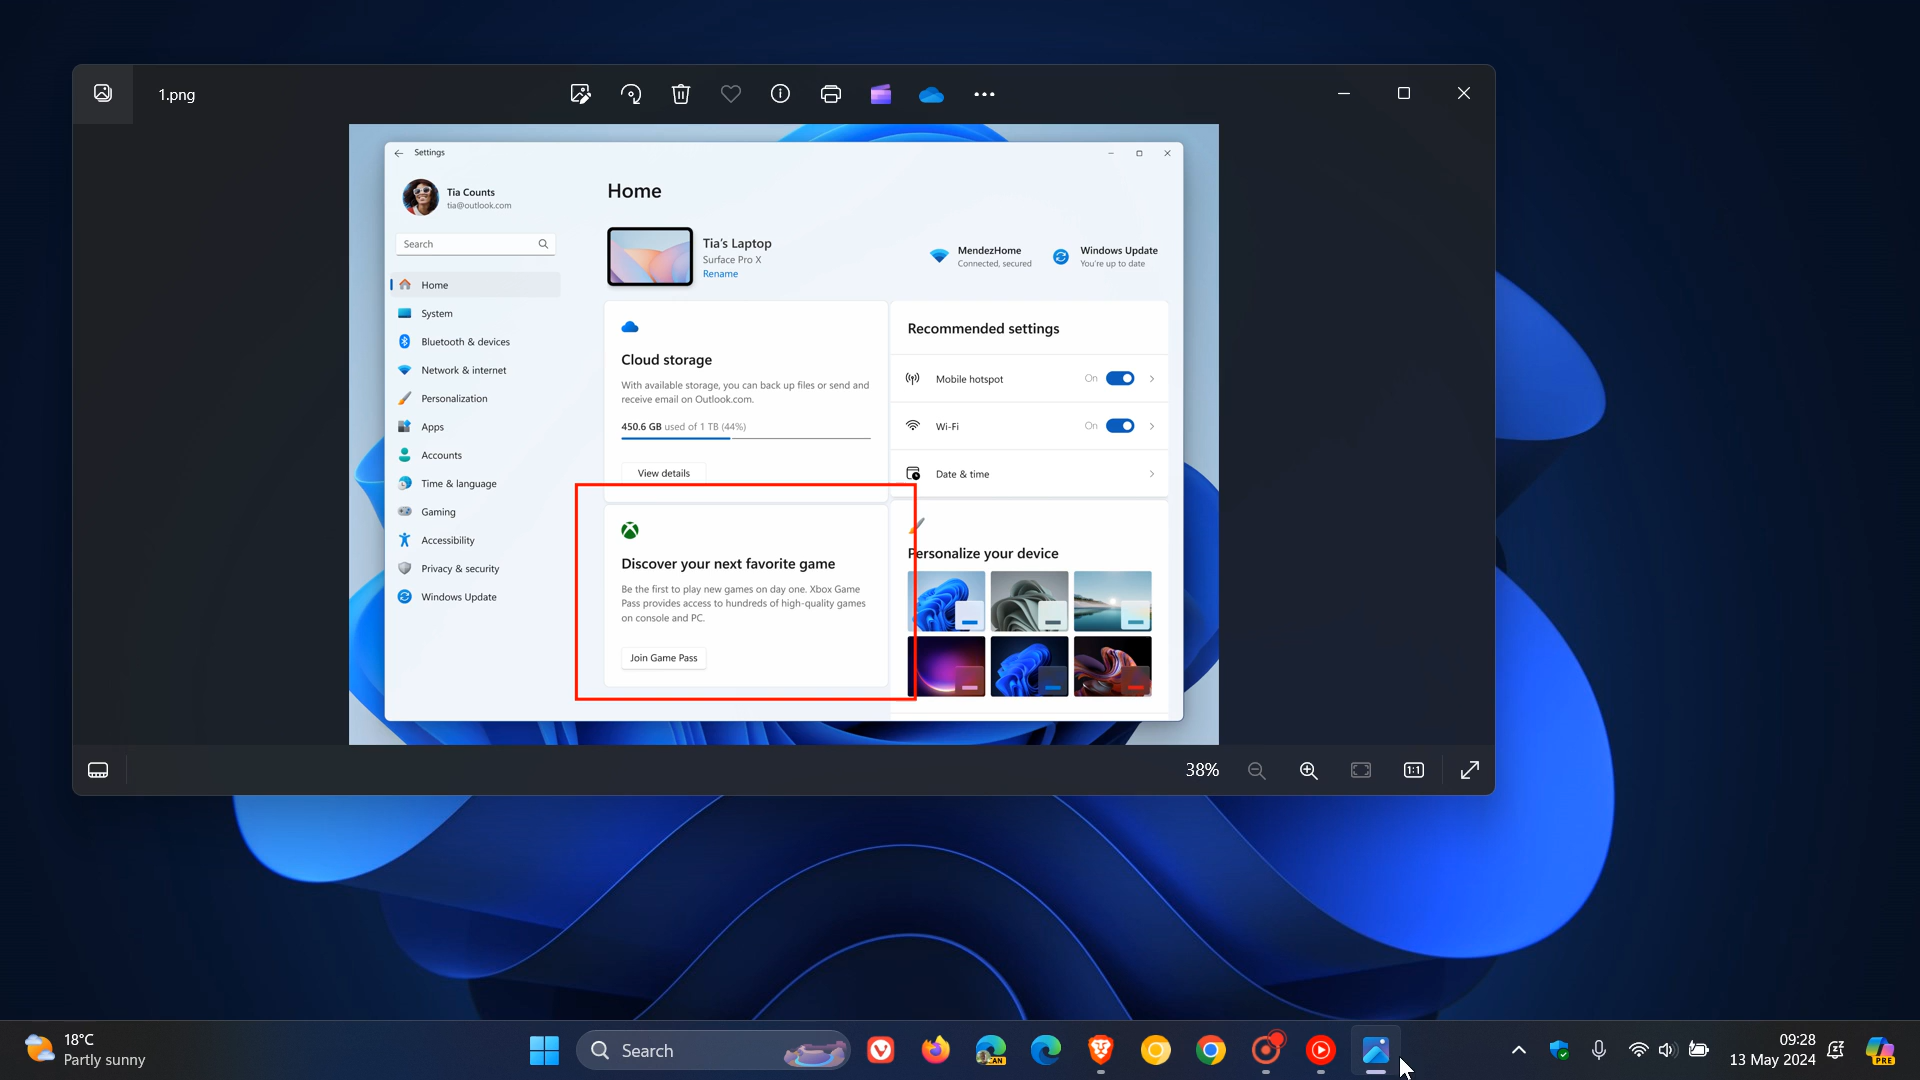 1.png
Settings
Tia Counts
tia@outlook.com
Search
Home
System
Bluetooth & devices
Network & internet
Personalization
Apps
Accounts
Time & language
Gaming
Accessibility
Privacy & security
Windows Update
Home
Tia's Laptop
Surface Pro X
Rename
MendezHome
Connected, secured
Windows Update
You're up to date
Cloud storage
With available storage, you can back up files or send and
receive email on Outlook.com.
450.6 GB used of 1 TB (44%)
View details
Recommended settings
Mobile hotspot On
Wi-Fi On
Date & time
Discover your next favorite game
Be the first to play new games on day one. Xbox Game
Pass provides access to hundreds of high-quality games
on console and PC.
Join Game Pass
Personalize your device
38%
1:1
18°C
Partly sunny
Search
CAN
09:28
13 May 2024
PRE